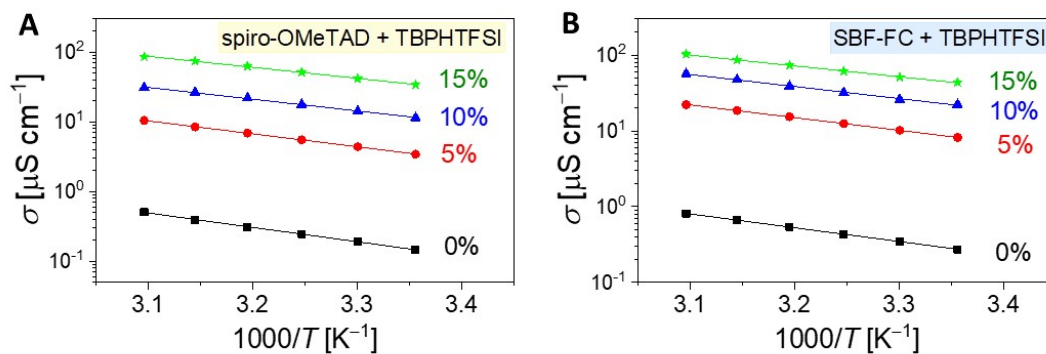 A
spiro-OMeTAD + TBPHTFSI
σ [µS cm⁻¹]
10²
10¹
10⁰
10⁻¹
15%
10%
5%
0%
3.1 3.2 3.3 3.4
1000/T [K⁻¹]
B
SBF-FC + TBPHTFSI
σ [µS cm⁻¹]
10²
10¹
10⁰
10⁻¹
15%
10%
5%
0%
3.1 3.2 3.3 3.4
1000/T [K⁻¹]